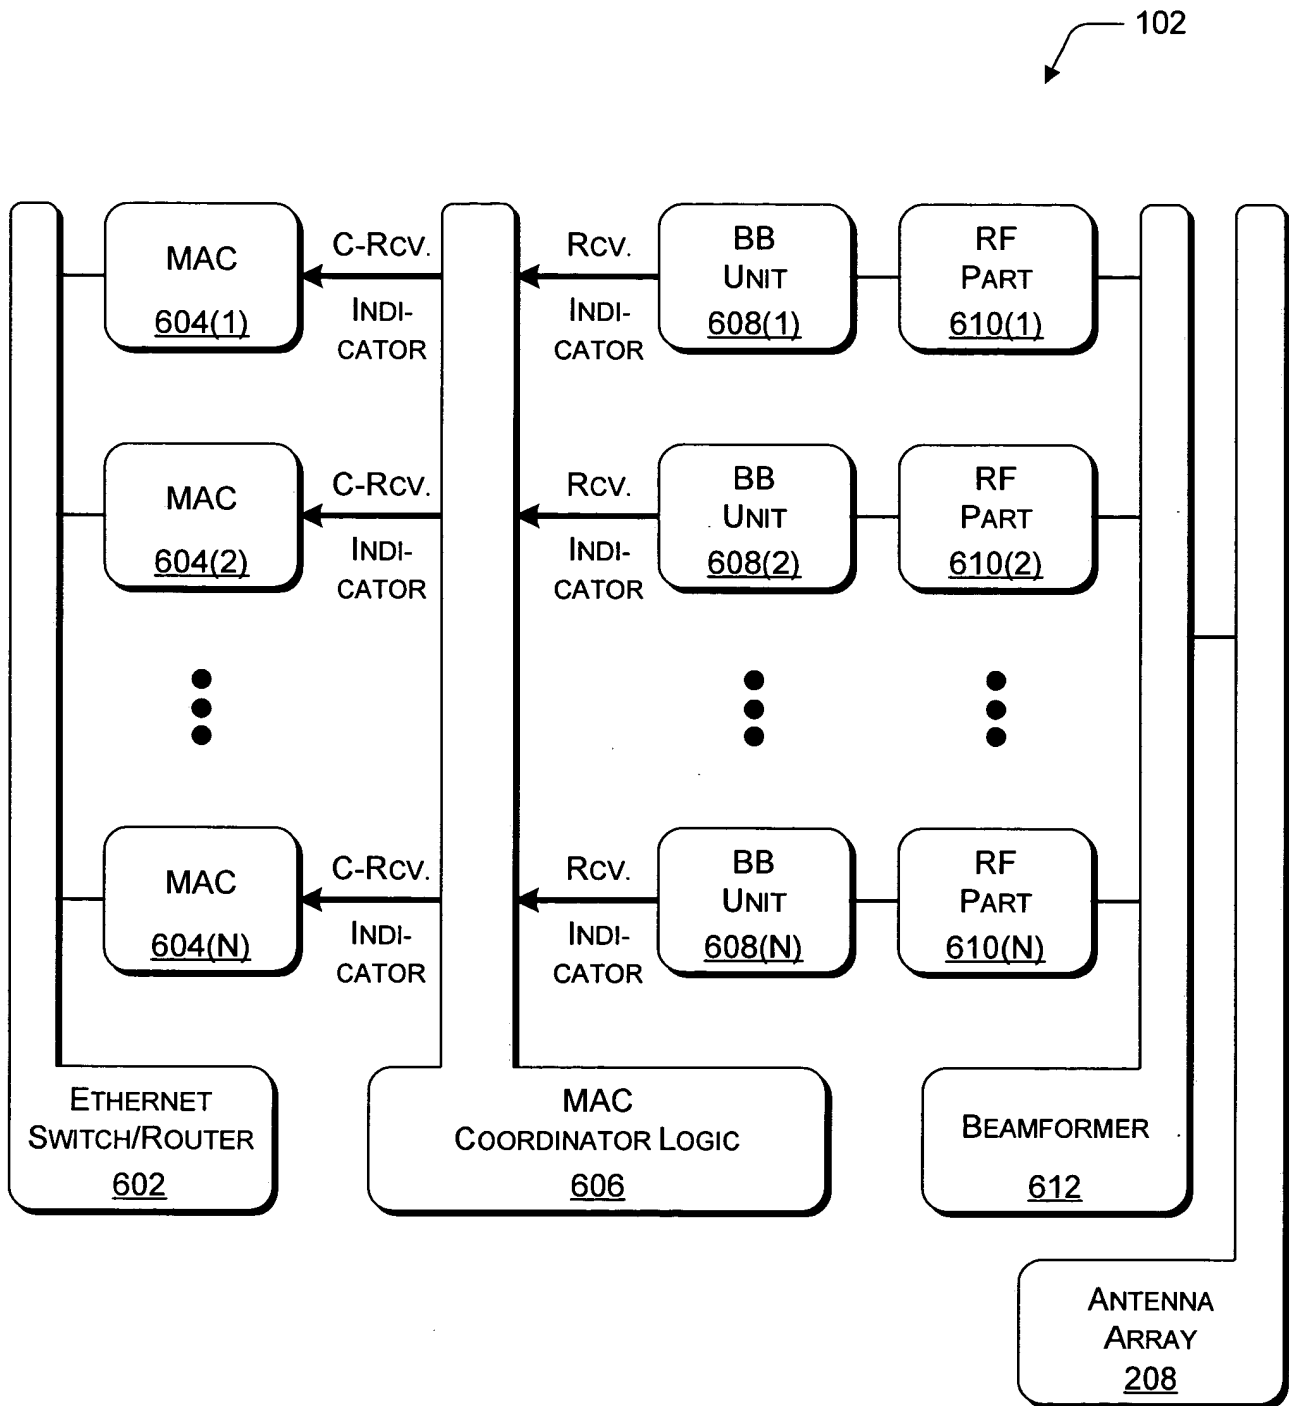 102
MAC
604(1)
C-RCV.
INDI-
CATOR
RCV.
INDI-
CATOR
BB
UNIT
608(1)
RF
PART
610(1)
MAC
604(2)
C-RCV.
INDI-
CATOR
RCV.
INDI-
CATOR
BB
UNIT
608(2)
RF
PART
610(2)
MAC
604(N)
C-RCV.
INDI-
CATOR
RCV.
INDI-
CATOR
BB
UNIT
608(N)
RF
PART
610(N)
ETHERNET
SWITCH/ROUTER
602
MAC
COORDINATOR LOGIC
606
BEAMFORMER
612
ANTENNA
ARRAY
208